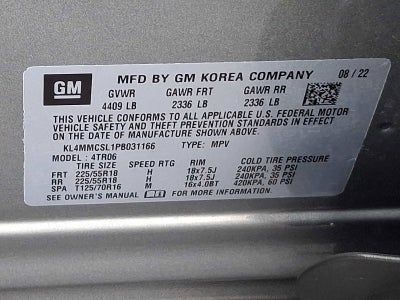 GM
MFD BY GM KOREA COMPANY 08/22
GVWR GAWR FRT GAWR RR
4409 LB 2336 LB 2336 LB
THIS VEHICLE CONFORMS TO ALL APPLICABLE U.S. FEDERAL MOTOR
VEHICLE SAFETY AND THEFT PREVENTION STANDARDS IN EFFECT ON THE
DATE OF MANUFACTURE SHOWN ABOVE.
KL4MMCSL1PB031166 TYPE: MPV
MODEL: 4TR06
TIRE SIZE SPEED RTG RIM COLD TIRE PRESSURE
FRT 225/55R18 H 18x7.5J 240KPA, 35 PSI
RR 225/55R18 H 18x7.5J 240KPA, 35 PSI
SPA T125/70R16 M 16x4.0BT 420KPA, 60 PSI
SEE OWNER'S MANUAL FOR MORE INFORMATION.